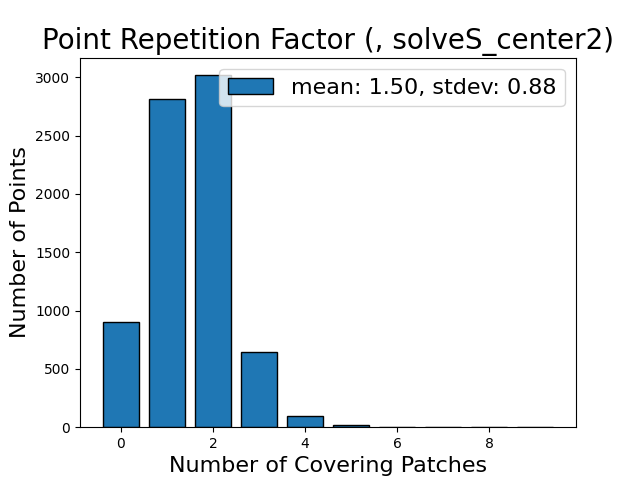 Point Repetition Factor (, solveS_center2)
mean: 1.50, stdev: 0.88
Number of Points
3000
2500
2000
1500
1000
500
0
0 2 4 6 8
Number of Covering Patches